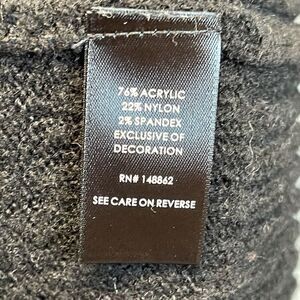 76% ACRYLIC
22% NYLON
2% SPANDEX
EXCLUSIVE OF
DECORATION
RN# 148862
SEE CARE ON REVERSE